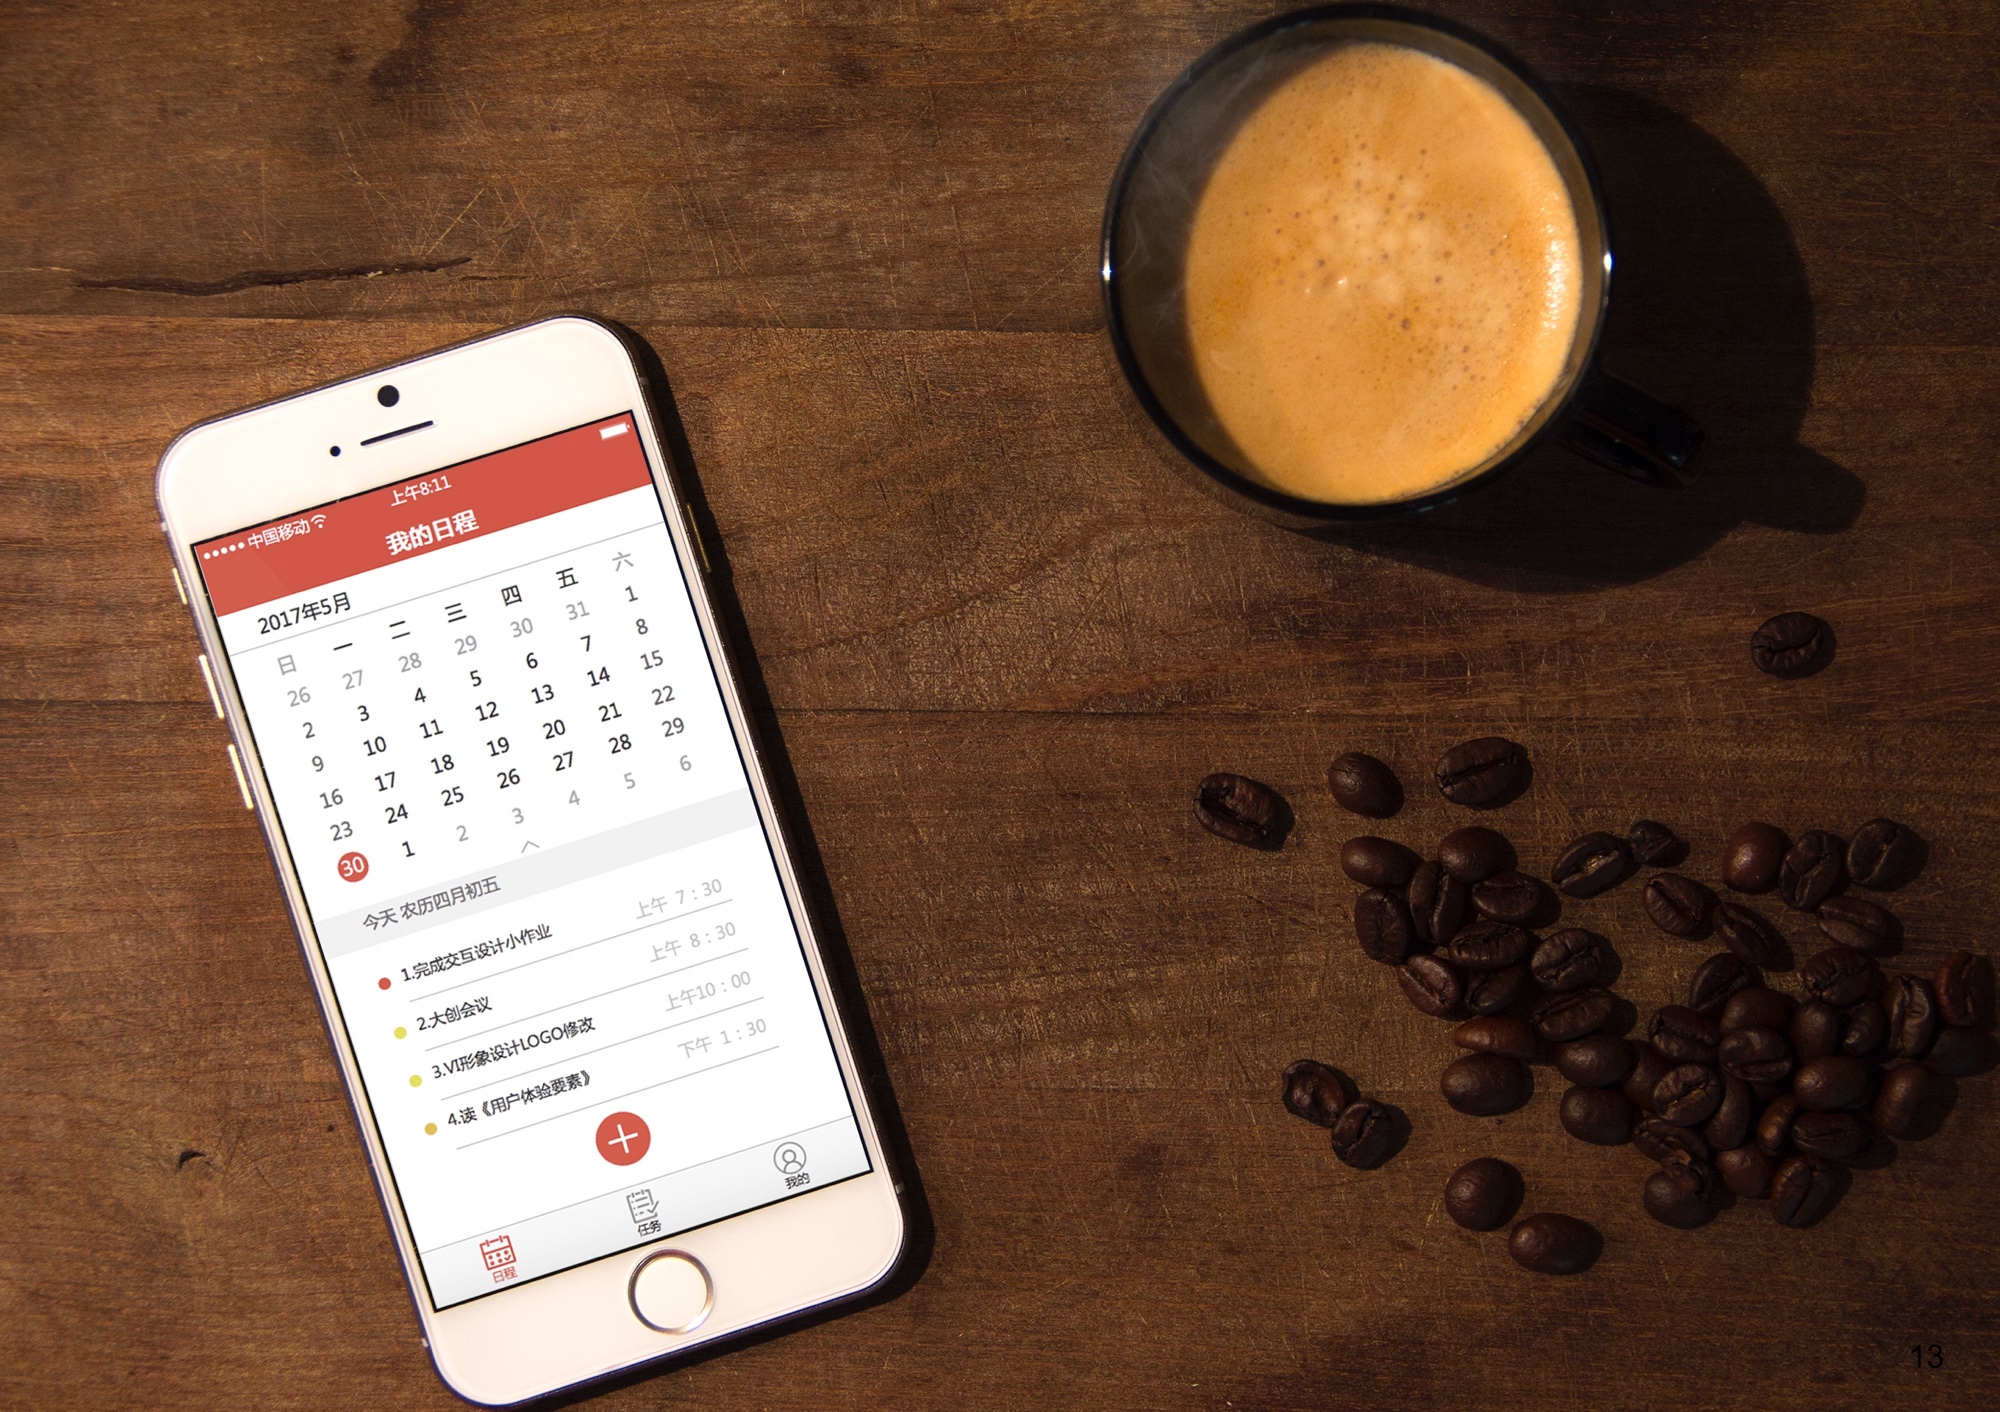 中国移动 上午8:11
我的日程
2017年5月
日 一 二 三 四 五 六
26 27 28 29 30 31 1
2 3 4 5 6 7 8
9 10 11 12 13 14 15
16 17 18 19 20 21 22
23 24 25 26 27 28 29
30 1 2 3 4 5 6
今天 农历四月初五
1.完成交互设计小作业 上午 7:30
2.大创会议 上午 8:30
3.VI形象设计LOGO修改 上午10:00
4.读《用户体验要素》 下午 1:30
日程 任务 我的
13